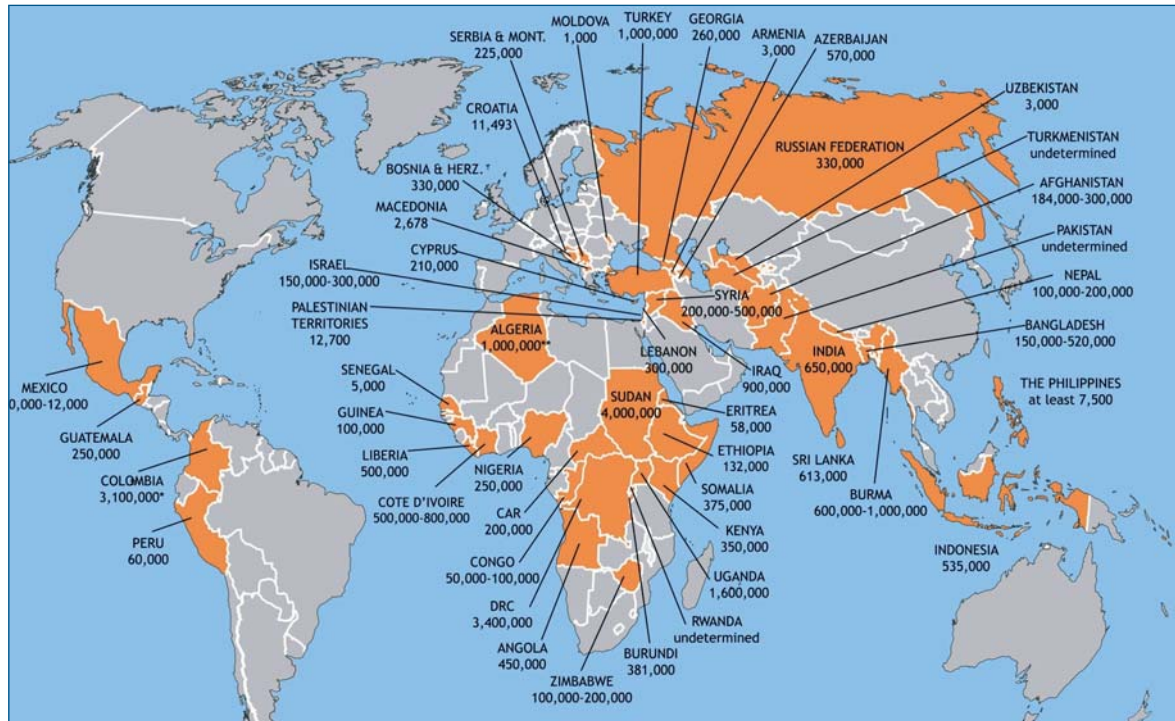 MOLDOVA
1,000
TURKEY
1,000,000
GEORGIA
260,000
ARMENIA
3,000
AZERBAIJAN
570,000
SERBIA & MONT.
225,000
CROATIA
11,493
BOSNIA & HERZ.
330,000
MACEDONIA
2,678
CYPRUS
210,000
ISRAEL
150,000-300,000
PALESTINIAN
TERRITORIES
12,700
UZBEKISTAN
3,000
TURKMENISTAN
undetermined
RUSSIAN FEDERATION
330,000
AFGHANISTAN
184,000-300,000
PAKISTAN
undetermined
NEPAL
100,000-200,000
BANGLADESH
150,000-520,000
SYRIA
200,000-500,000
LEBANON
300,000
IRAQ
900,000
INDIA
650,000
THE PHILIPPINES
at least 7,500
ALGERIA
1,000,000**
SENEGAL
5,000
GUINEA
100,000
LIBERIA
500,000
COTE D'IVOIRE
500,000-800,000
NIGERIA
250,000
SUDAN
4,000,000
ERITREA
58,000
ETHIOPIA
132,000
SOMALIA
375,000
KENYA
350,000
UGANDA
1,600,000
RWANDA
undetermined
BURUNDI
381,000
CAR
200,000
CONGO
50,000-100,000
DRC
3,400,000
ANGOLA
450,000
ZIMBABWE
100,000-200,000
SRI LANKA
613,000
BURMA
600,000-1,000,000
INDONESIA
535,000
MEXICO
0,000-12,000
GUATEMALA
250,000
COLOMBIA
3,100,000*
PERU
60,000